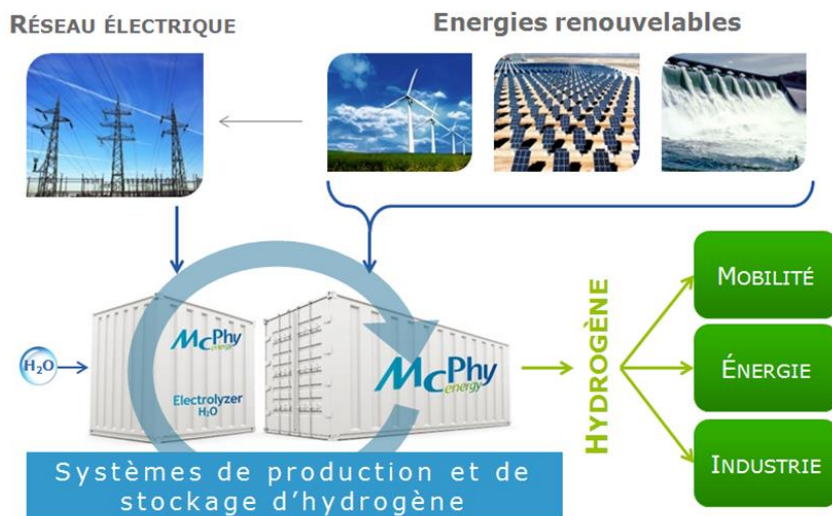 RÉSEAU ÉLECTRIQUE
Energies renouvelables
H₂O
McPhy
energy
Electrolyzer
H₂O
McPhy
energy
Systèmes de production et de
stockage d'hydrogène
HYDROGÈNE
MOBILITÉ
ÉNERGIE
INDUSTRIE